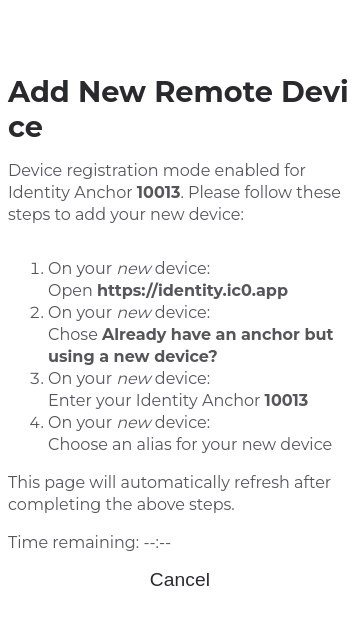 Add New Remote Devi
ce
Device registration mode enabled for
Identity Anchor 10013. Please follow these
steps to add your new device:
1. On your new device:
Open https://identity.ic0.app
2. On your new device:
Chose Already have an anchor but
using a new device?
3. On your new device:
Enter your Identity Anchor 10013
4. On your new device:
Choose an alias for your new device
This page will automatically refresh after
completing the above steps.
Time remaining: --:--
Cancel